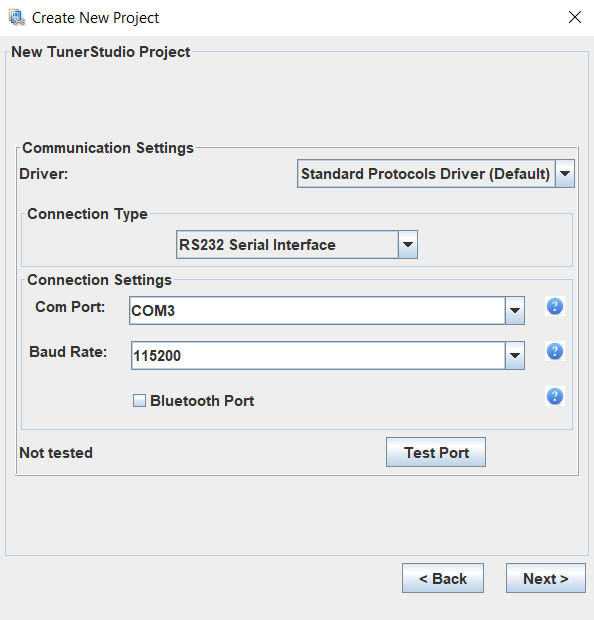 Create New Project
New TunerStudio Project
Communication Settings
Driver: Standard Protocols Driver (Default)
Connection Type
RS232 Serial Interface
Connection Settings
Com Port: COM3 ?
Baud Rate: 115200 ?
Bluetooth Port ?
Not tested Test Port
< Back Next >